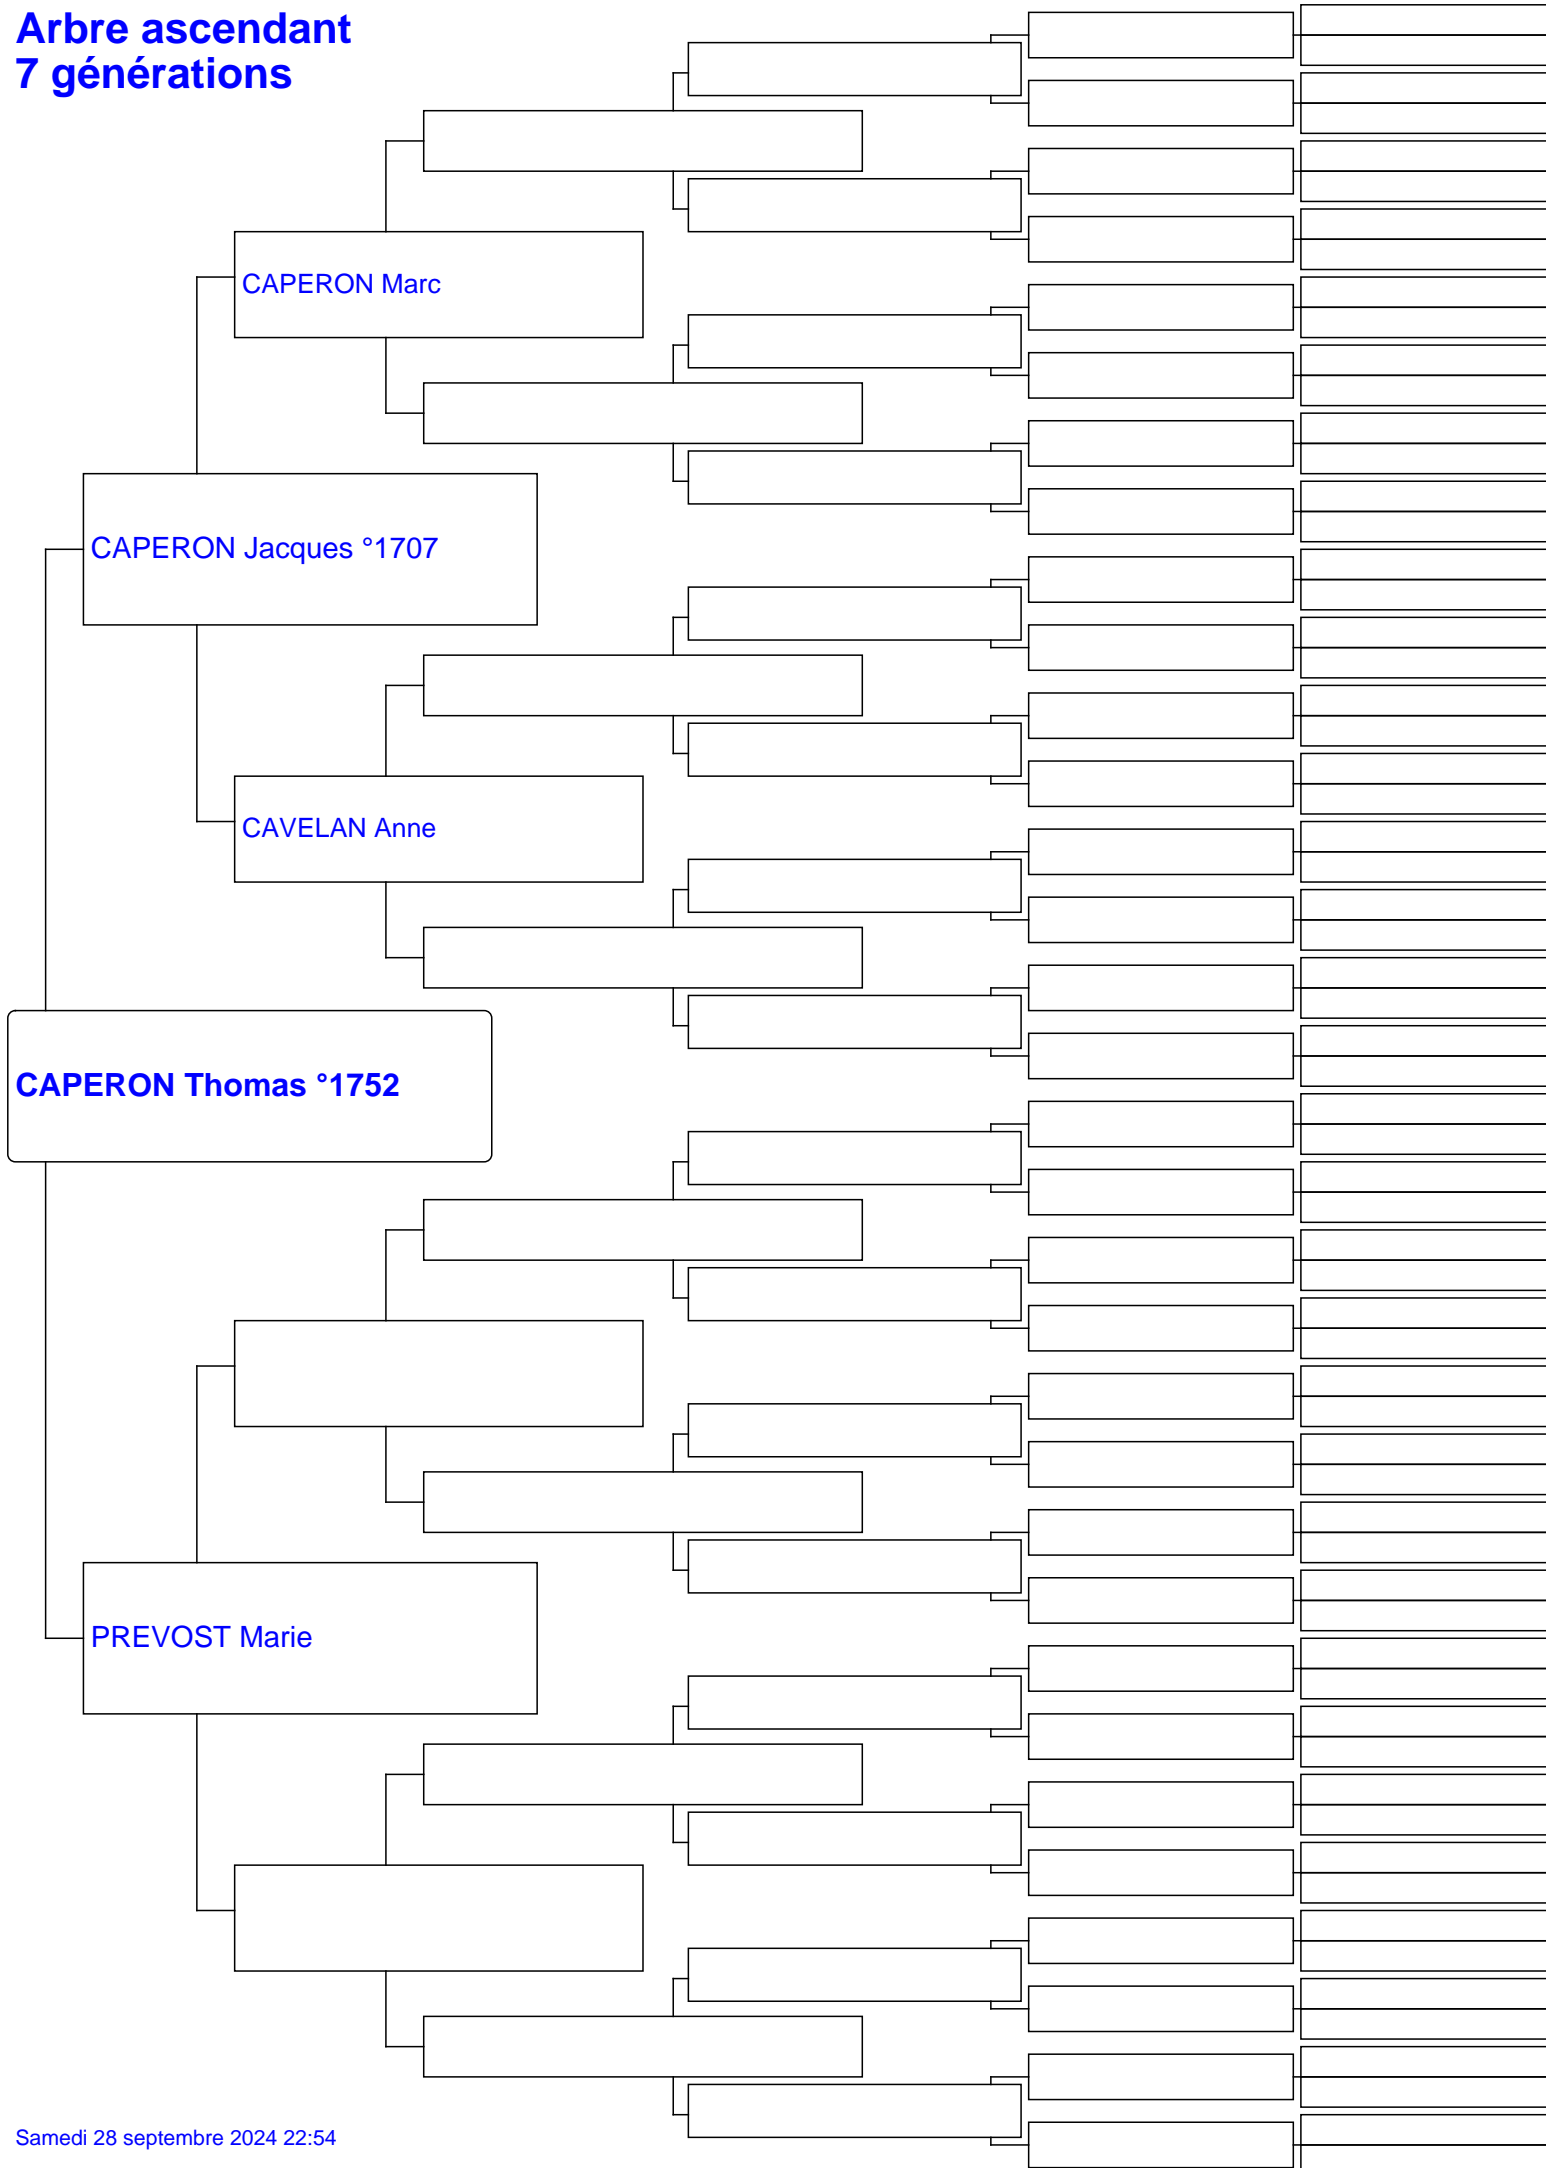 Arbre ascendant
7 générations
CAPERON Marc
CAPERON Jacques °1707
CAVELAN Anne
CAPERON Thomas °1752
PREVOST Marie
Samedi 28 septembre 2024 22:54